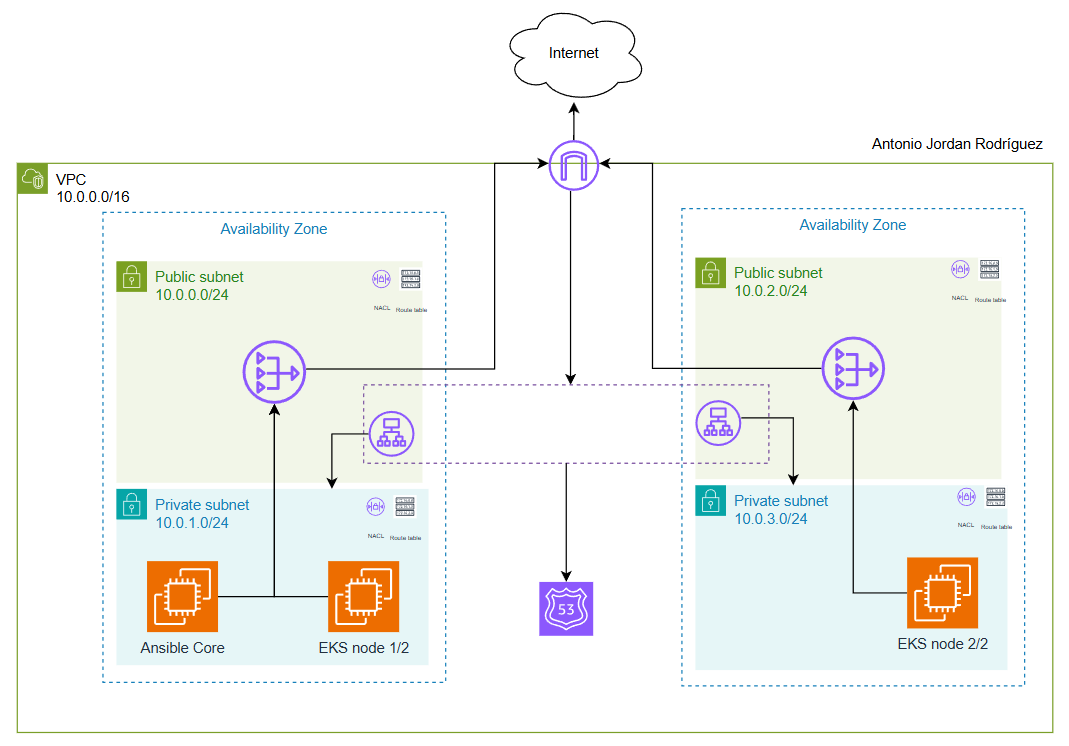 Internet
Antonio Jordan Rodríguez
VPC
10.0.0.0/16
Availability Zone
Public subnet
10.0.0.0/24
NACL
Route table
Private subnet
10.0.1.0/24
NACL
Route table
Ansible Core
EKS node 1/2
53
Availability Zone
Public subnet
10.0.2.0/24
NACL
Route table
Private subnet
10.0.3.0/24
NACL
Route table
EKS node 2/2